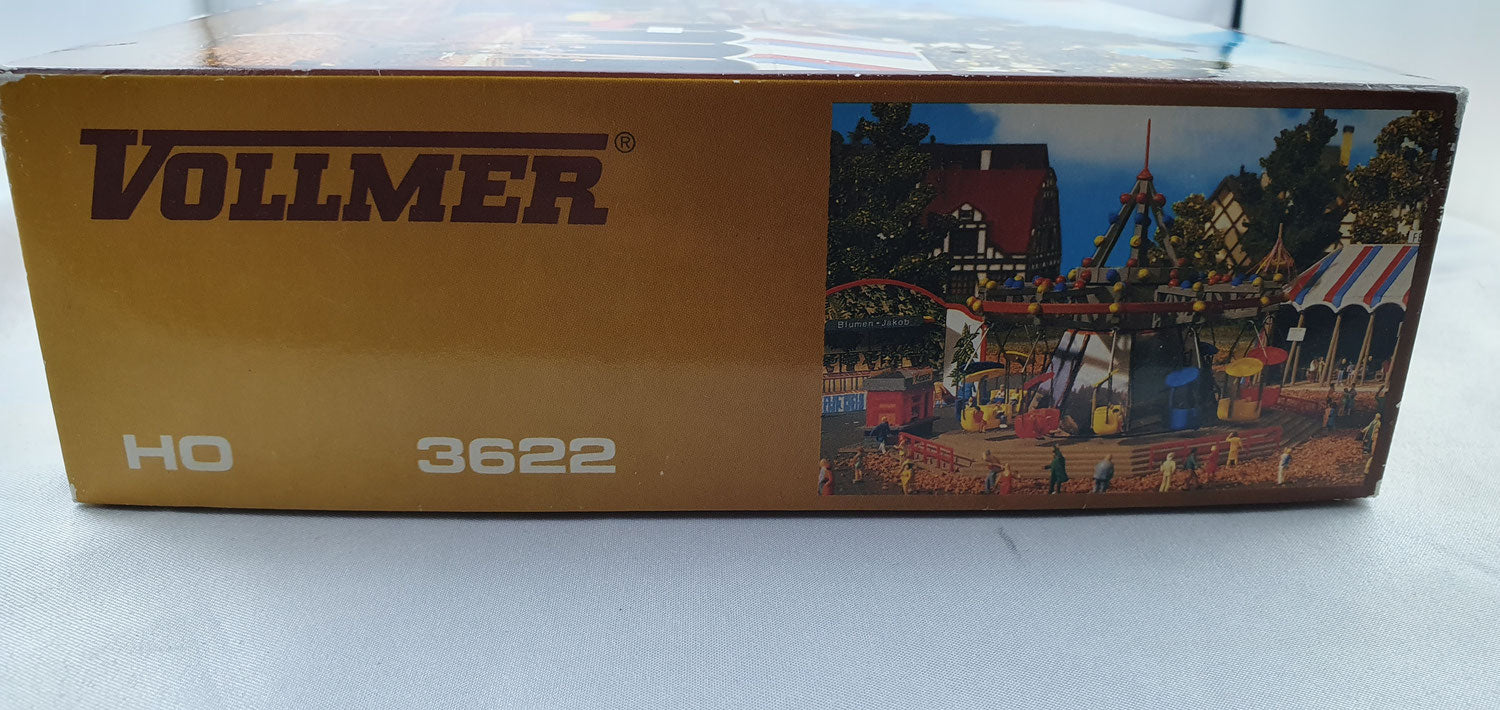 VOLLMER®
HO 3622
Blumen-Jakob